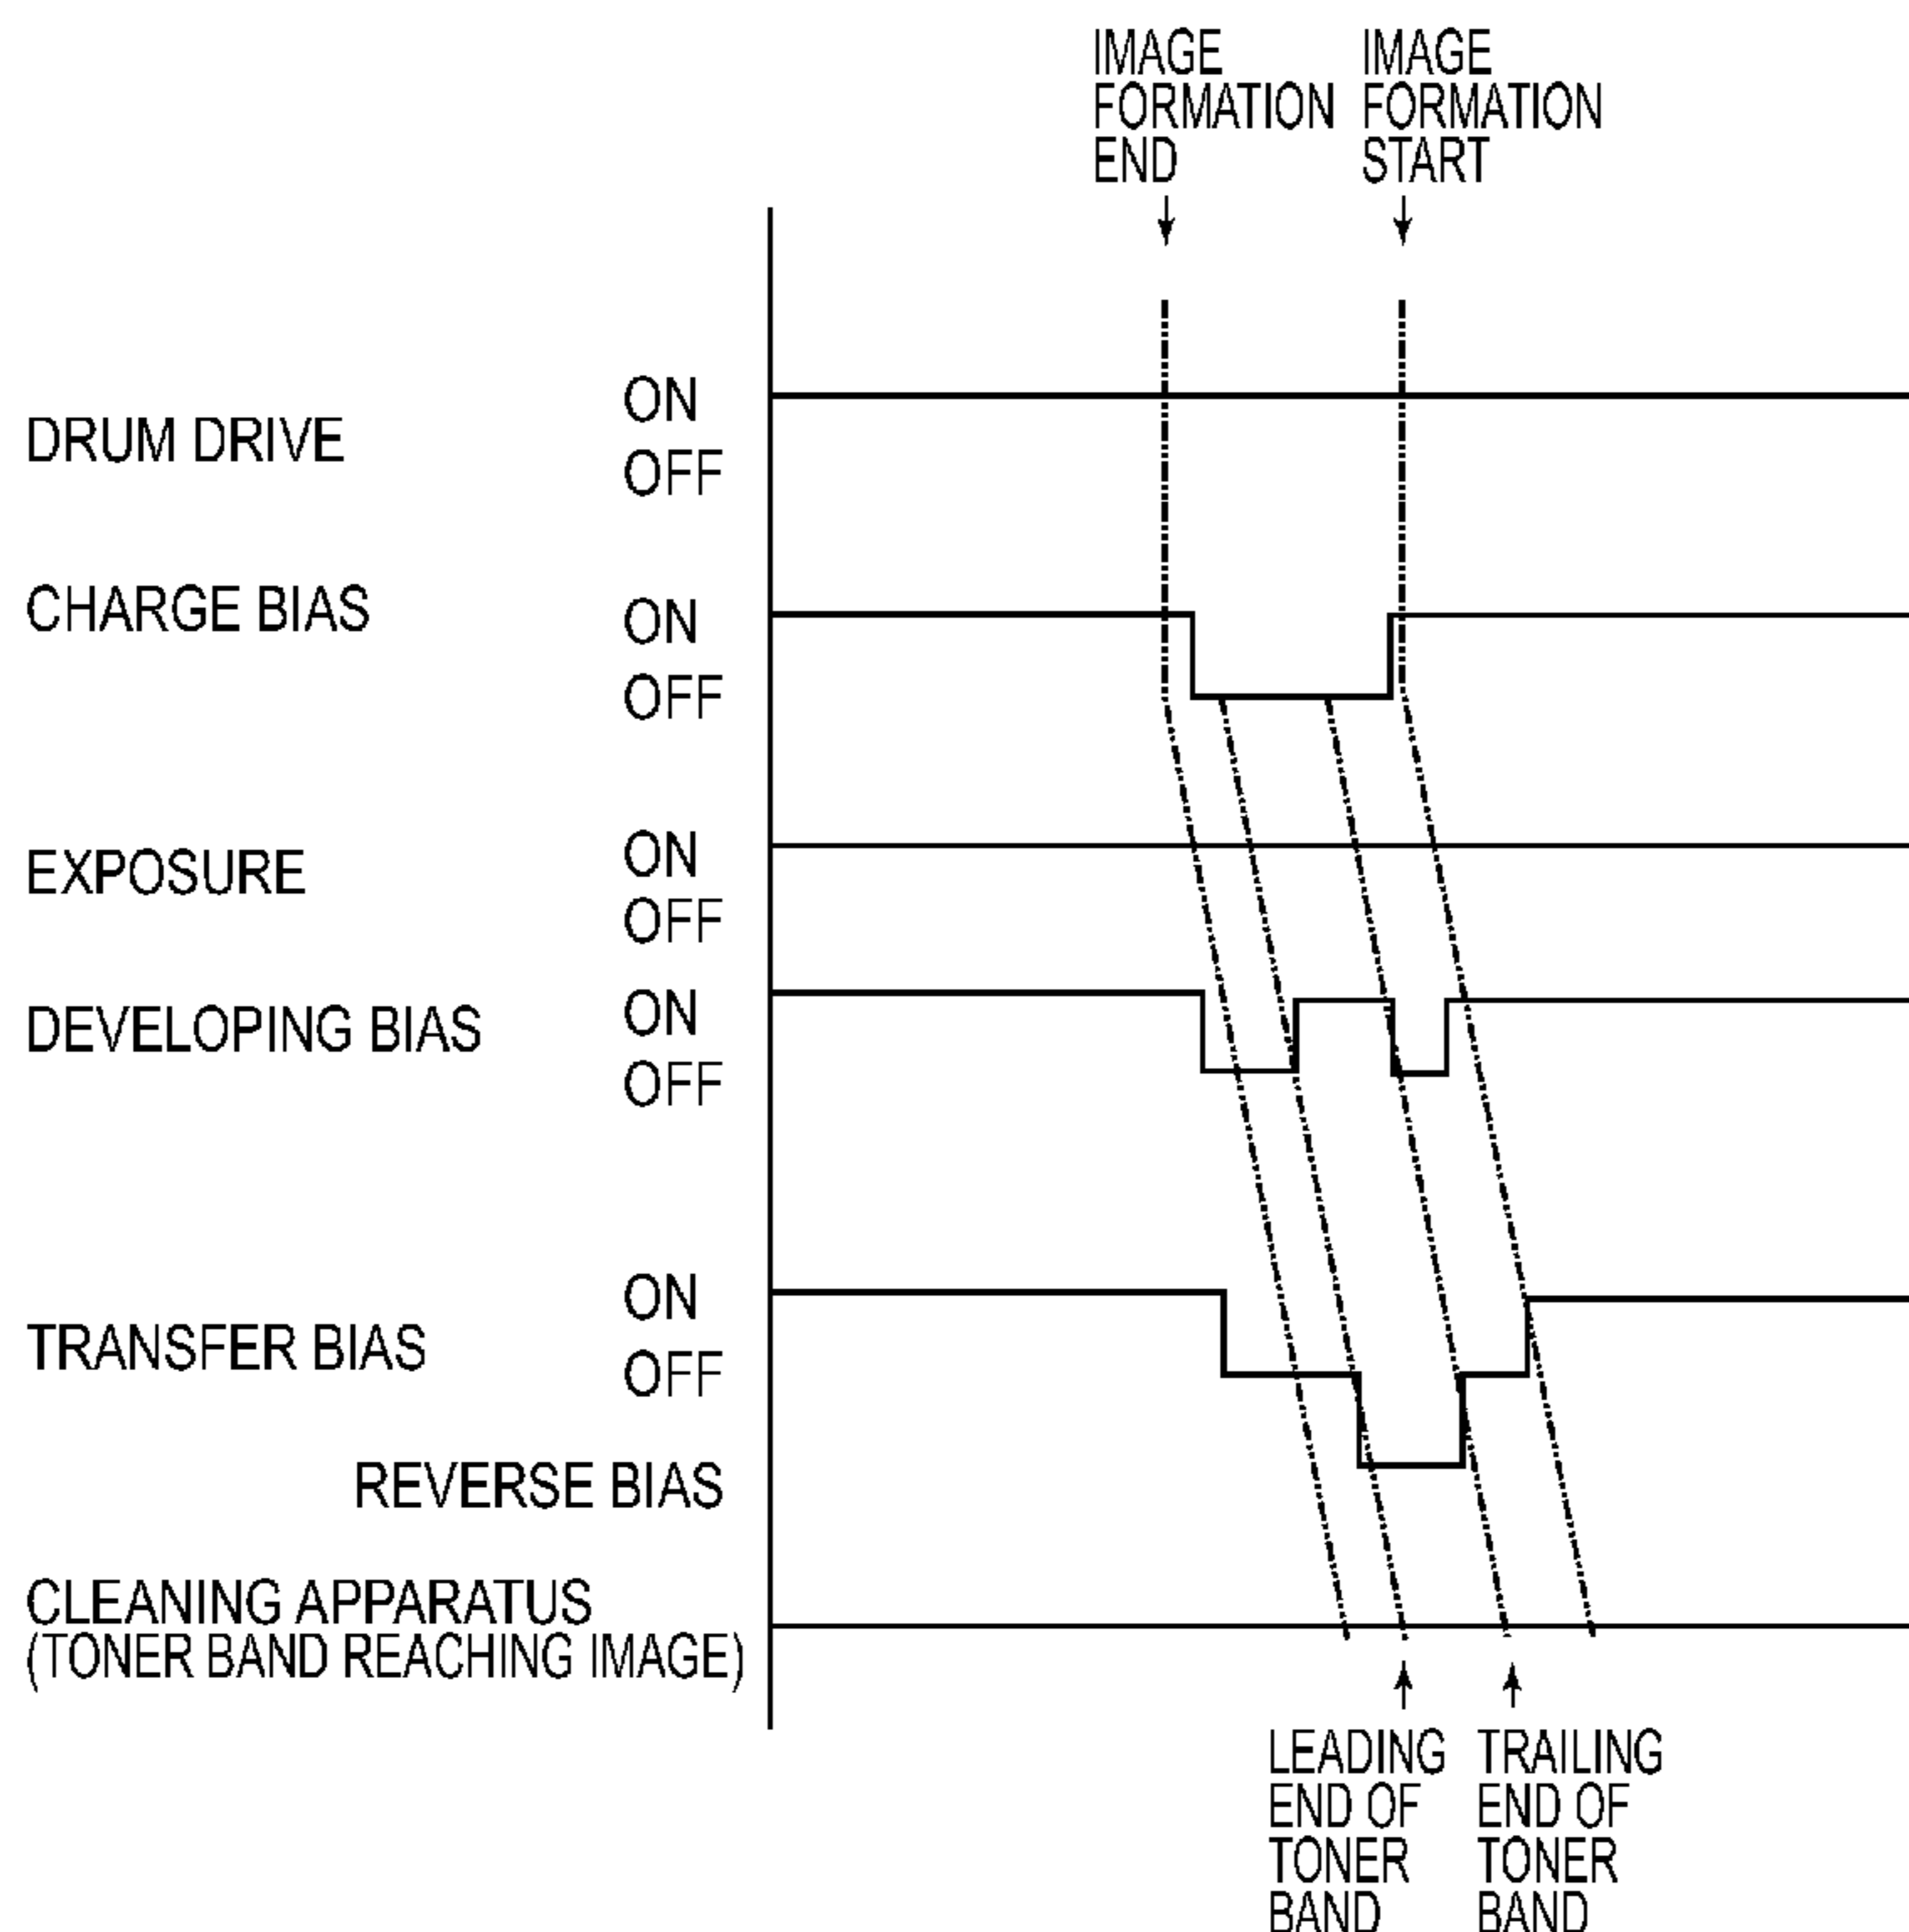 IMAGE
FORMATION
END
IMAGE
FORMATION
START
DRUM DRIVE
ON
OFF
CHARGE BIAS
ON
OFF
EXPOSURE
ON
OFF
DEVELOPING BIAS
ON
OFF
TRANSFER BIAS
ON
OFF
REVERSE BIAS
CLEANING APPARATUS
(TONER BAND REACHING IMAGE)
LEADING
END OF
TONER
BAND
TRAILING
END OF
TONER
BAND